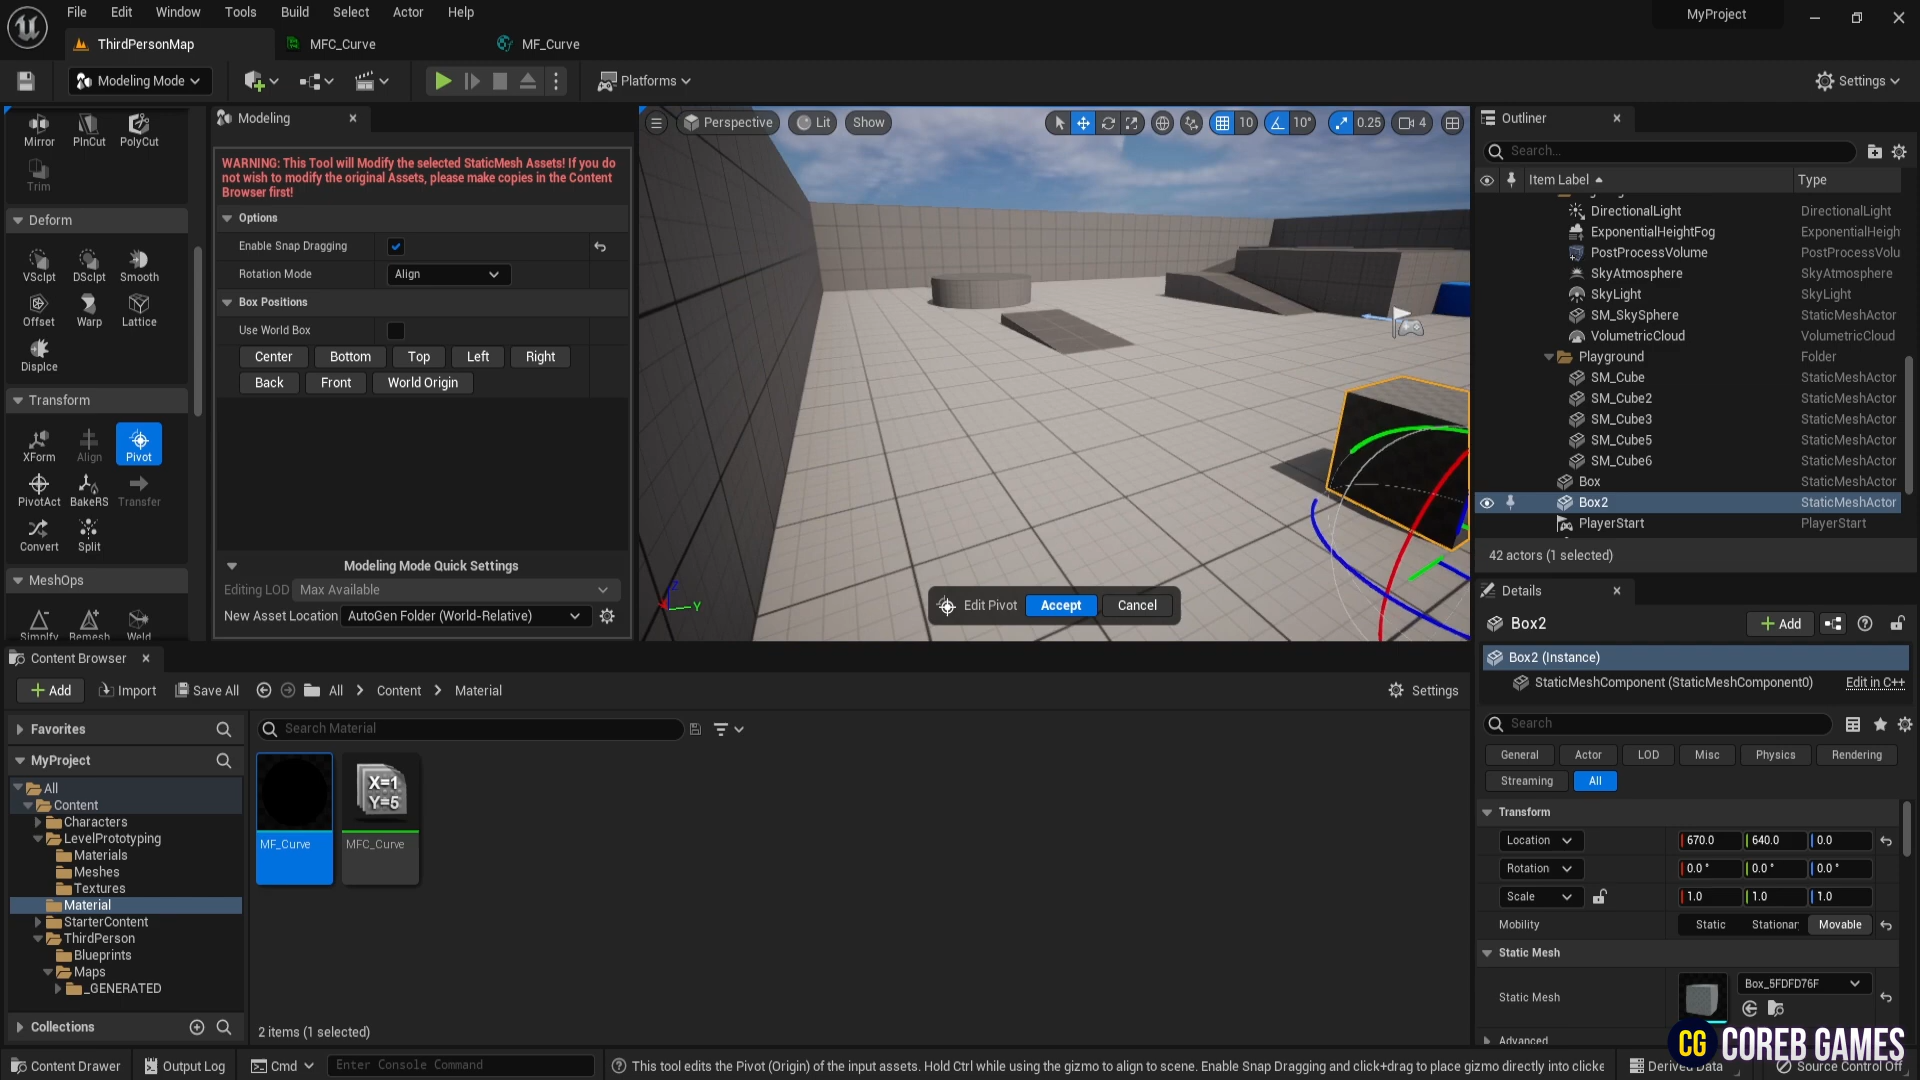 File Edit Window Tools Build Select Actor Help
MyProject
ThirdPersonMap
MFC_Curve
MF_Curve
Modeling Mode
Platforms
Settings
Mirror PlnCut PolyCut
Trim
Deform
VSclpt DSclpt Smooth
Offset Warp Lattice
Displce
Transform
XForm Align Pivot
PivotAct BakeRS Transfer
Convert Split
MeshOps
Simplfy Remesh Weld
Modeling
WARNING: This Tool will Modify the selected StaticMesh Assets! If you do
not wish to modify the original Assets, please make copies in the Content
Browser first!
Options
Enable Snap Dragging
Rotation Mode Align
Box Positions
Use World Box
Center Bottom Top Left Right
Back Front World Origin
Modeling Mode Quick Settings
Editing LOD Max Available
New Asset Location AutoGen Folder (World-Relative)
Perspective Lit Show
10 10° 0.25 4
Z
Y
Edit Pivot Accept Cancel
Outliner
Search...
Item Label Type
DirectionalLight DirectionalLight
ExponentialHeightFog ExponentialHeigh
PostProcessVolume PostProcessVolu
SkyAtmosphere SkyAtmosphere
SkyLight SkyLight
SM_SkySphere StaticMeshActor
VolumetricCloud VolumetricCloud
Playground Folder
SM_Cube StaticMeshActor
SM_Cube2 StaticMeshActor
SM_Cube3 StaticMeshActor
SM_Cube5 StaticMeshActor
SM_Cube6 StaticMeshActor
Box StaticMeshActor
Box2 StaticMeshActor
PlayerStart PlayerStart
42 actors (1 selected)
Details
Box2
Add
Box2 (Instance)
StaticMeshComponent (StaticMeshComponent0) Edit in C++
Search
General Actor LOD Misc Physics Rendering
Streaming All
Transform
Location 670.0 640.0 0.0
Rotation 0.0° 0.0° 0.0°
Scale 1.0 1.0 1.0
Mobility Static Stationar Movable
Static Mesh
Static Mesh Box_5FDFD76F
Advanced
Content Browser
Add Import Save All All Content Material Settings
Favorites
MyProject
All
Content
Characters
LevelPrototyping
Materials
Meshes
Textures
Material
StarterContent
ThirdPerson
Blueprints
Maps
_GENERATED
Collections
Search Material
X=1
Y=5
MF_Curve MFC_Curve
2 items (1 selected)
CG COREB GAMES
Content Drawer Output Log Cmd Enter Console Command This tool edits the Pivot (Origin) of the input assets. Hold Ctrl while using the gizmo to align to scene. Enable Snap Dragging and click+drag to place gizmo directly into clicke Derived Data Source Control Off